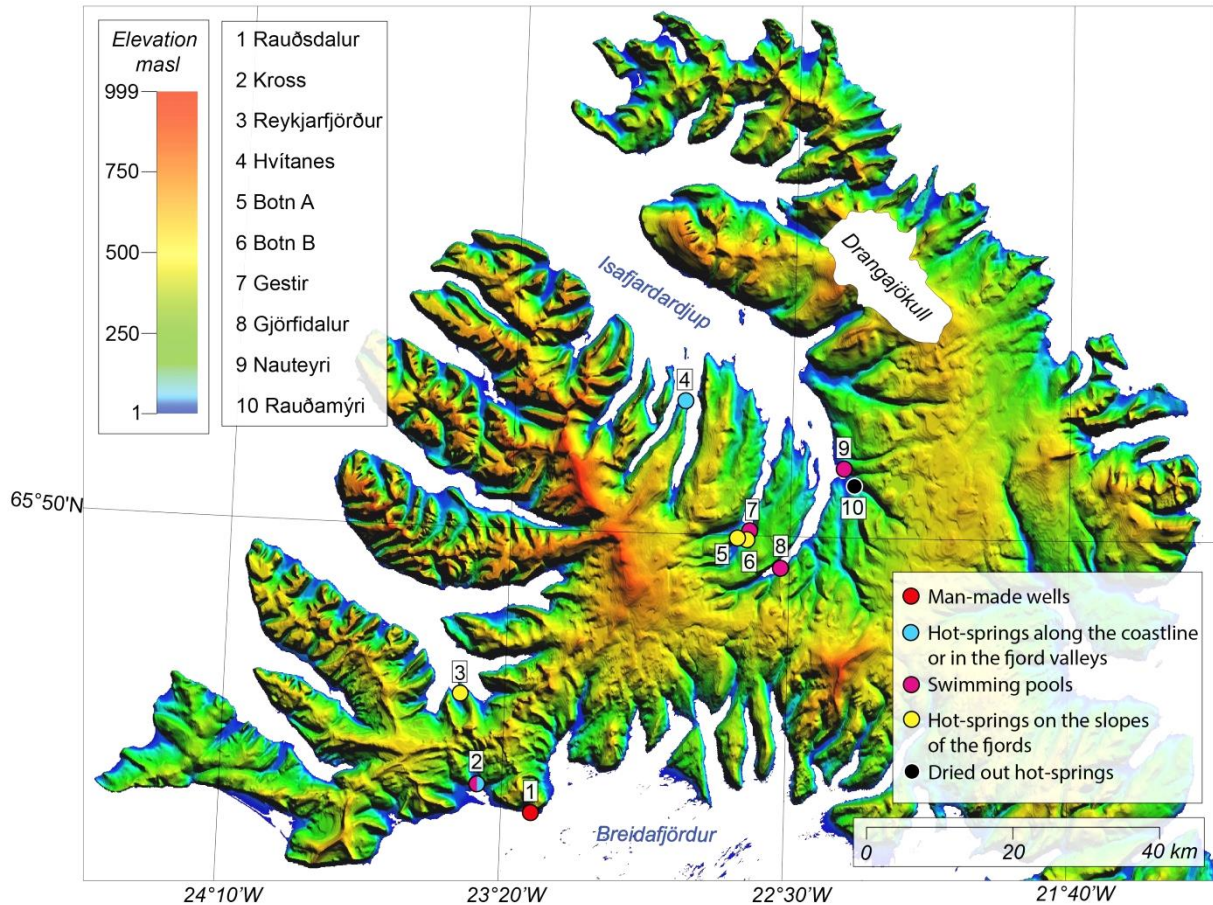 Elevation
masl
999
750
500
250
1
1 Rauðsdalur
2 Kross
3 Reykjarfjörður
4 Hvítanes
5 Botn A
6 Botn B
7 Gestir
8 Gjörfidalur
9 Nauteyri
10 Rauðamýri
Drangajökull
Isafjardardjup
4
9
10
65°50'N
7
5
6
8
3
2
1
Breidafjördur
Man-made wells
Hot-springs along the coastline
or in the fjord valleys
Swimming pools
Hot-springs on the slopes
of the fjords
Dried out hot-springs
0
20
40 km
24°10'W
23°20'W
22°30'W
21°40'W